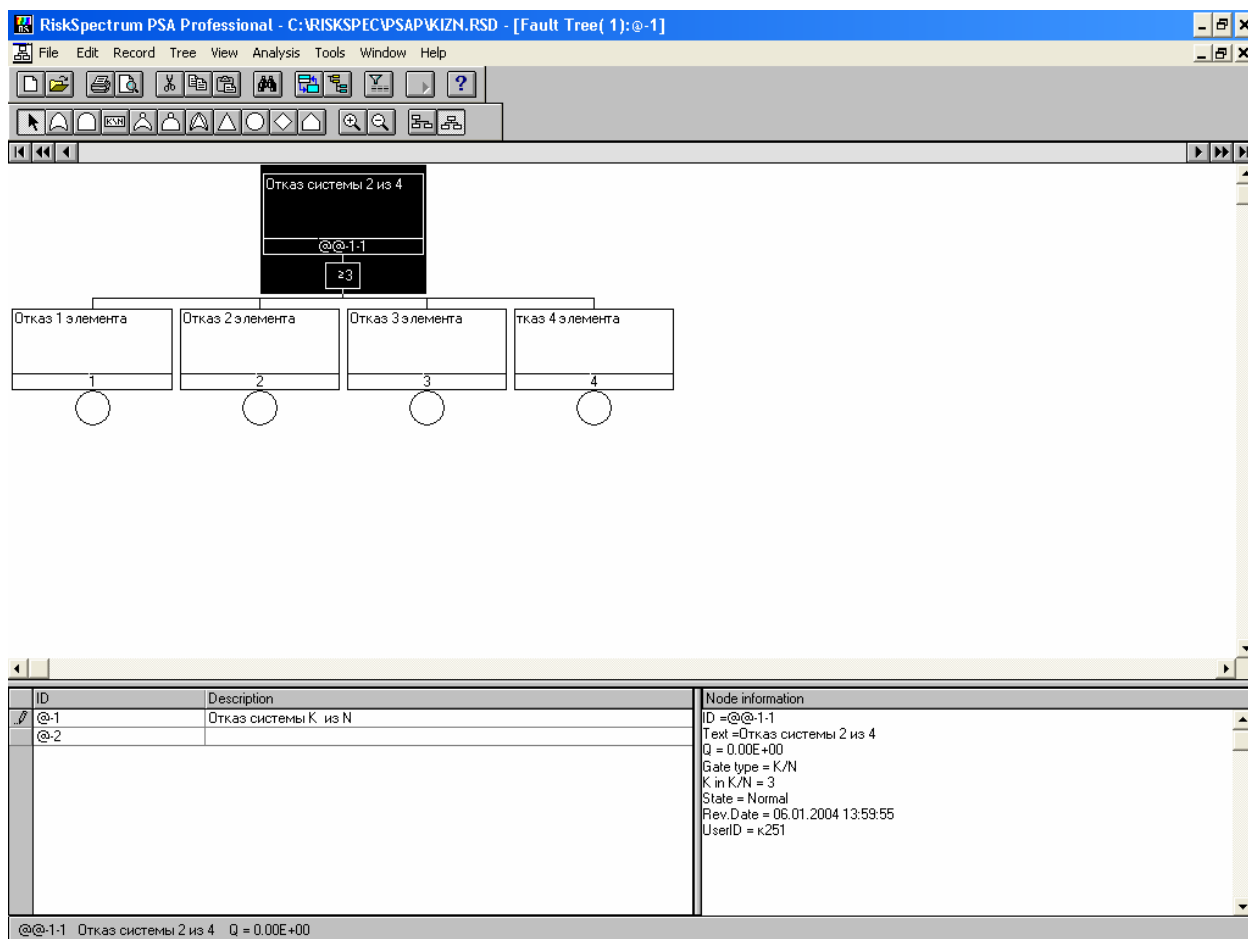 RiskSpectrum PSA Professional - C:\RISKSPEC\PSAP\KIZN.RSD - [Fault Tree( 1):@-1]
File Edit Record Tree View Analysis Tools Window Help
K\N
Отказ системы 2 из 4
@@-1-1
≥3
Отказ 1 элемента Отказ 2 элемента Отказ 3 элемента тказ 4 элемента
1 2 3 4
ID Description Node information
@-1 Отказ системы K из N
@-2
ID =@@-1-1
Text =Отказ системы 2 из 4
Q = 0.00E+00
Gate type = K/N
K in K/N = 3
State = Normal
Rev.Date = 06.01.2004 13:59:55
UserID = к251
@@-1-1 Отказ системы 2 из 4 Q = 0.00E+00